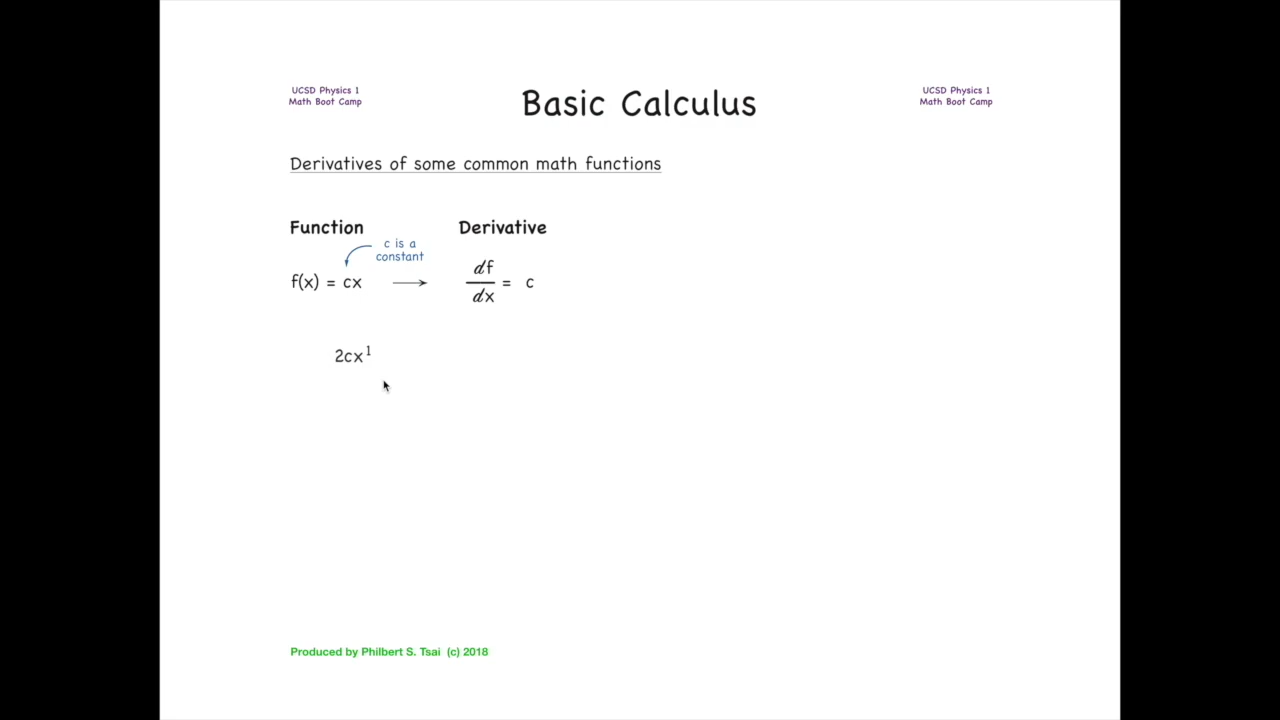 UCSD Physics 1
Math Boot Camp
Basic Calculus
UCSD Physics 1
Math Boot Camp
Derivatives of some common math functions
Function
Derivative
c is a
constant
f(x) = cx → df/dx = c
2cx¹
Produced by Philbert S. Tsai (c) 2018